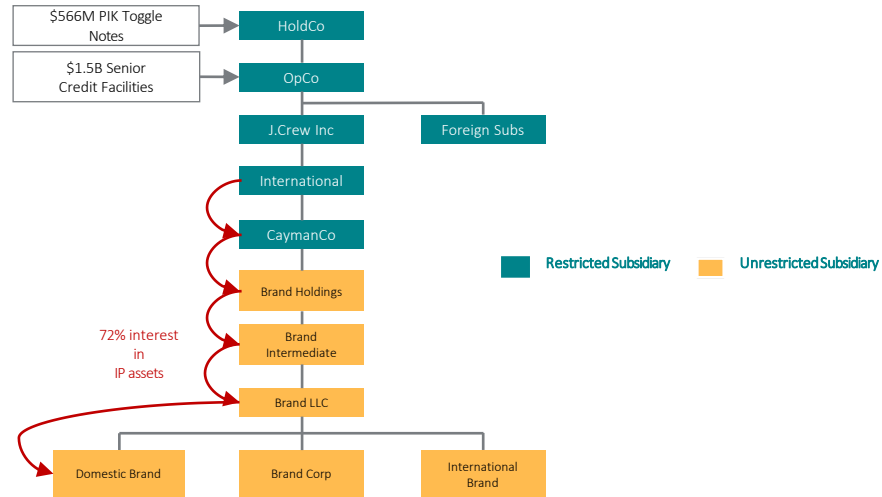 $566M PIK Toggle
Notes
HoldCo
$1.5B Senior
Credit Facilities
OpCo
J.Crew Inc
Foreign Subs
International
CaymanCo
Restricted Subsidiary
Unrestricted Subsidiary
Brand Holdings
72% interest
in
IP assets
Brand
Intermediate
Brand LLC
Domestic Brand
Brand Corp
International
Brand